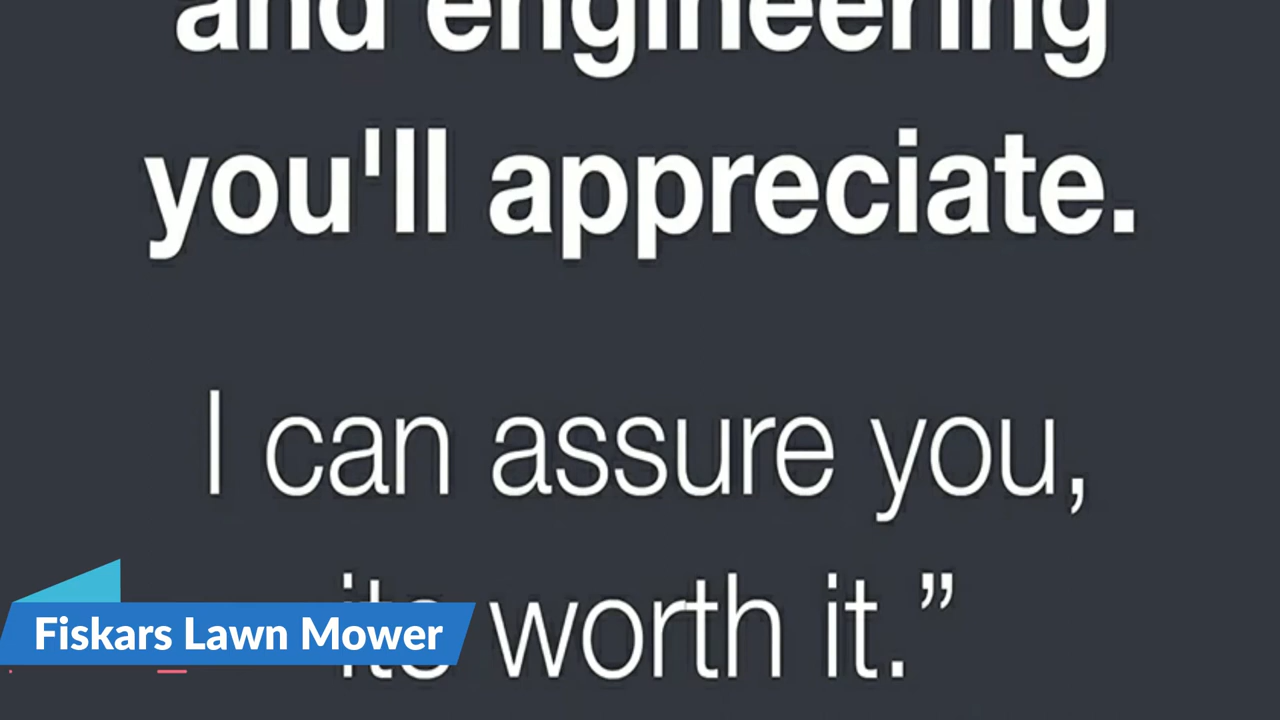 and engineering
you'll appreciate.
I can assure you,
its worth it.”
Fiskars Lawn Mower